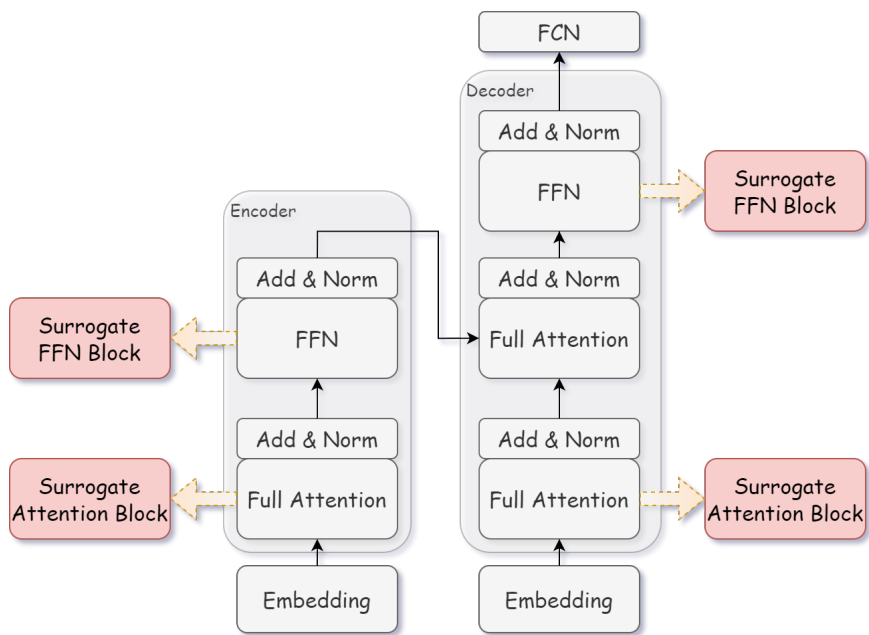 FCN
Decoder
Add & Norm
FFN
Surrogate
FFN Block
Encoder
Add & Norm
Add & Norm
Surrogate
FFN Block
FFN
Full Attention
Add & Norm
Add & Norm
Surrogate
Attention Block
Full Attention
Full Attention
Surrogate
Attention Block
Embedding
Embedding